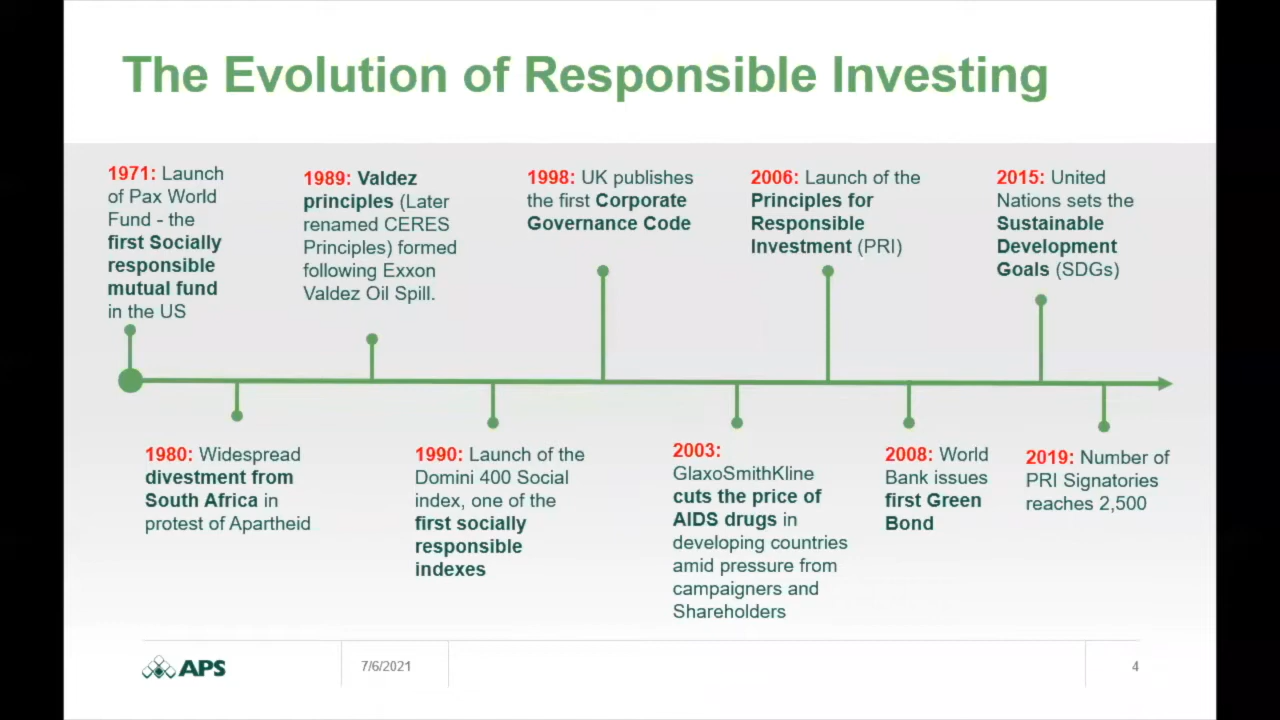 The Evolution of Responsible Investing
1971: Launch
of Pax World
Fund - the
first Socially
responsible
mutual fund
in the US
1989: Valdez
principles (Later
renamed CERES
Principles) formed
following Exxon
Valdez Oil Spill.
1998: UK publishes
the first Corporate
Governance Code
2006: Launch of the
Principles for
Responsible
Investment (PRI)
2015: United
Nations sets the
Sustainable
Development
Goals (SDGs)
1980: Widespread
divestment from
South Africa in
protest of Apartheid
1990: Launch of the
Domini 400 Social
index, one of the
first socially
responsible
indexes
2003:
GlaxoSmithKline
cuts the price of
AIDS drugs in
developing countries
amid pressure from
campaigners and
Shareholders
2008: World
Bank issues
first Green
Bond
2019: Number of
PRI Signatories
reaches 2,500
APS
7/6/2021
4